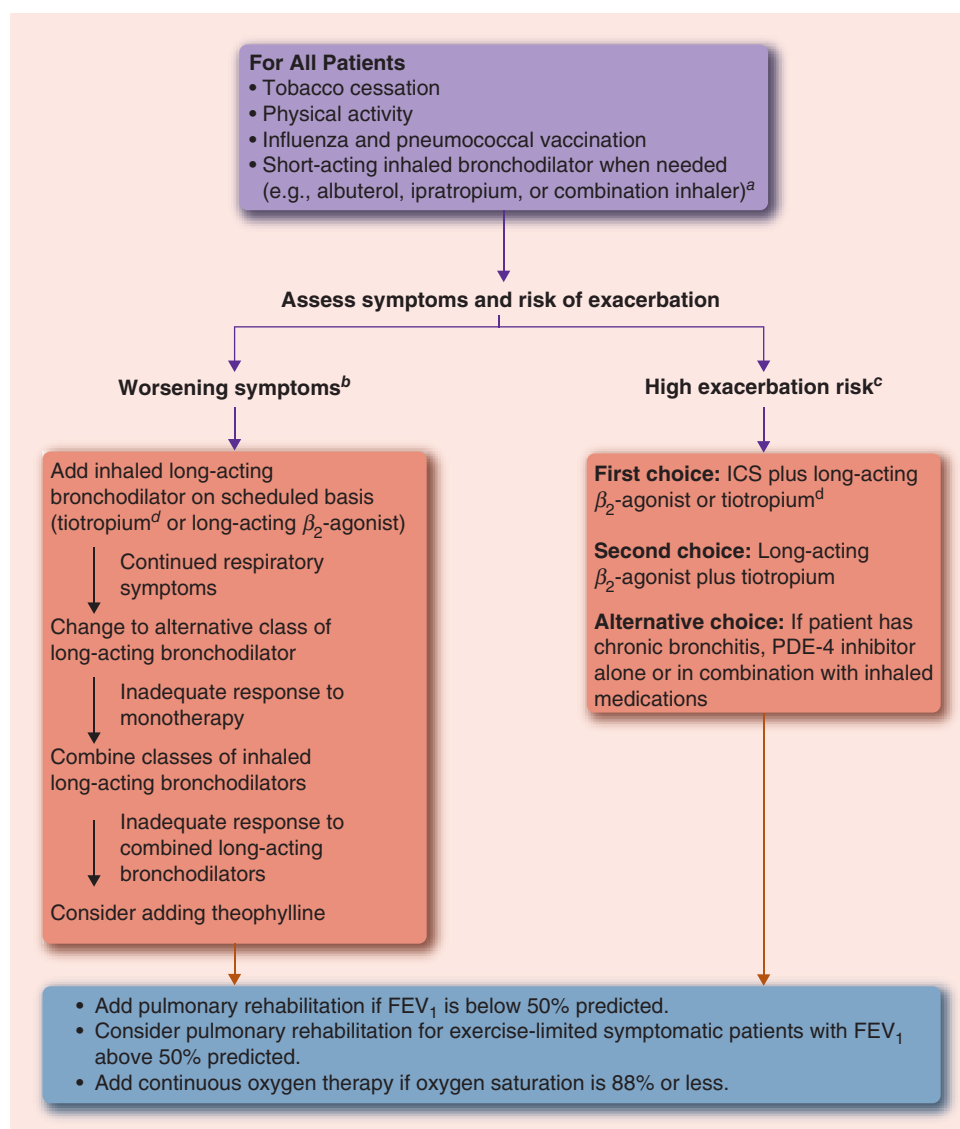 For All Patients
• Tobacco cessation
• Physical activity
• Influenza and pneumococcal vaccination
• Short-acting inhaled bronchodilator when needed
(e.g., albuterol, ipratropium, or combination inhaler)a
Assess symptoms and risk of exacerbation
Worsening symptomsb
Add inhaled long-acting
bronchodilator on scheduled basis
(tiotropiumd or long-acting β2-agonist)
Continued respiratory
symptoms
Change to alternative class of
long-acting bronchodilator
Inadequate response to
monotherapy
Combine classes of inhaled
long-acting bronchodilators
Inadequate response to
combined long-acting
bronchodilators
Consider adding theophylline
High exacerbation riskc
First choice: ICS plus long-acting
β2-agonist or tiotropiumd
Second choice: Long-acting
β2-agonist plus tiotropium
Alternative choice: If patient has
chronic bronchitis, PDE-4 inhibitor
alone or in combination with inhaled
medications
• Add pulmonary rehabilitation if FEV1 is below 50% predicted.
• Consider pulmonary rehabilitation for exercise-limited symptomatic patients with FEV1
above 50% predicted.
• Add continuous oxygen therapy if oxygen saturation is 88% or less.